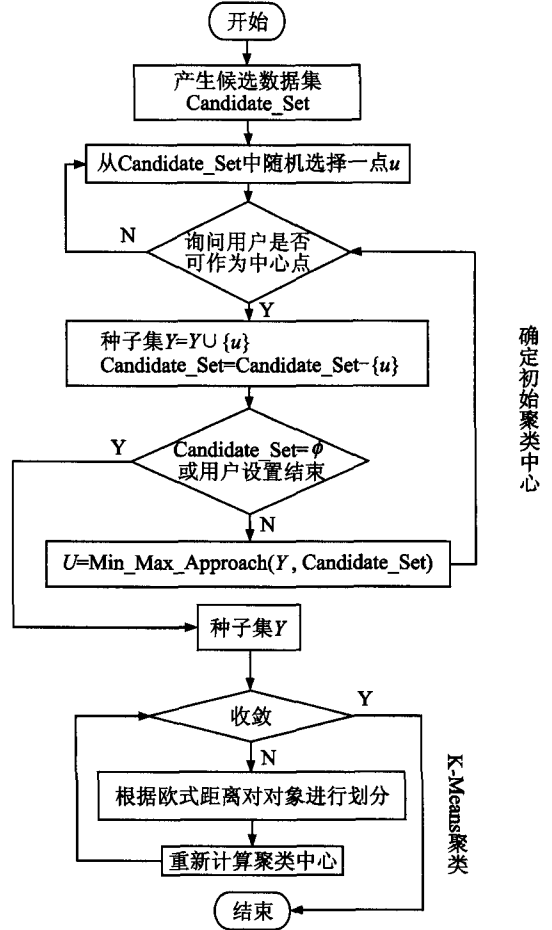 开始
产生候选数据集
Candidate_Set
从Candidate_Set中随机选择一点u
N
询问用户是否
可作为中心点
Y
种子集Y=Y∪{u}
Candidate_Set=Candidate_Set-{u}
Y
Candidate_Set=ϕ
或用户设置结束
N
U=Min_Max_Approach(Y, Candidate_Set)
确定初始聚类中心
种子集Y
收敛
Y
N
根据欧式距离对对象进行划分
重新计算聚类中心
K-Means聚类
结束